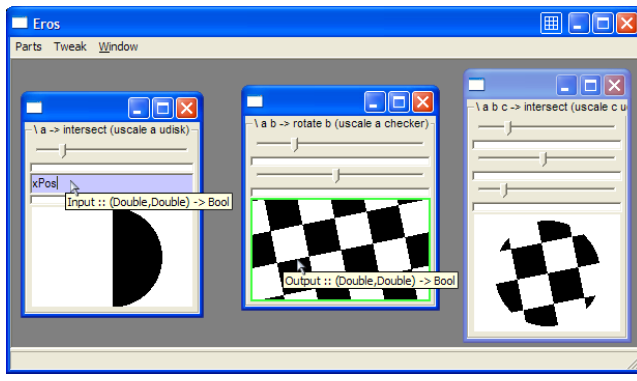 Eros
Parts Tweak Window
\ a -> intersect (uscale a udisk)
xPos
Input :: (Double,Double) -> Bool
\ a b -> rotate b (uscale a checker)
Output :: (Double,Double) -> Bool
\ a b c -> intersect (uscale c u